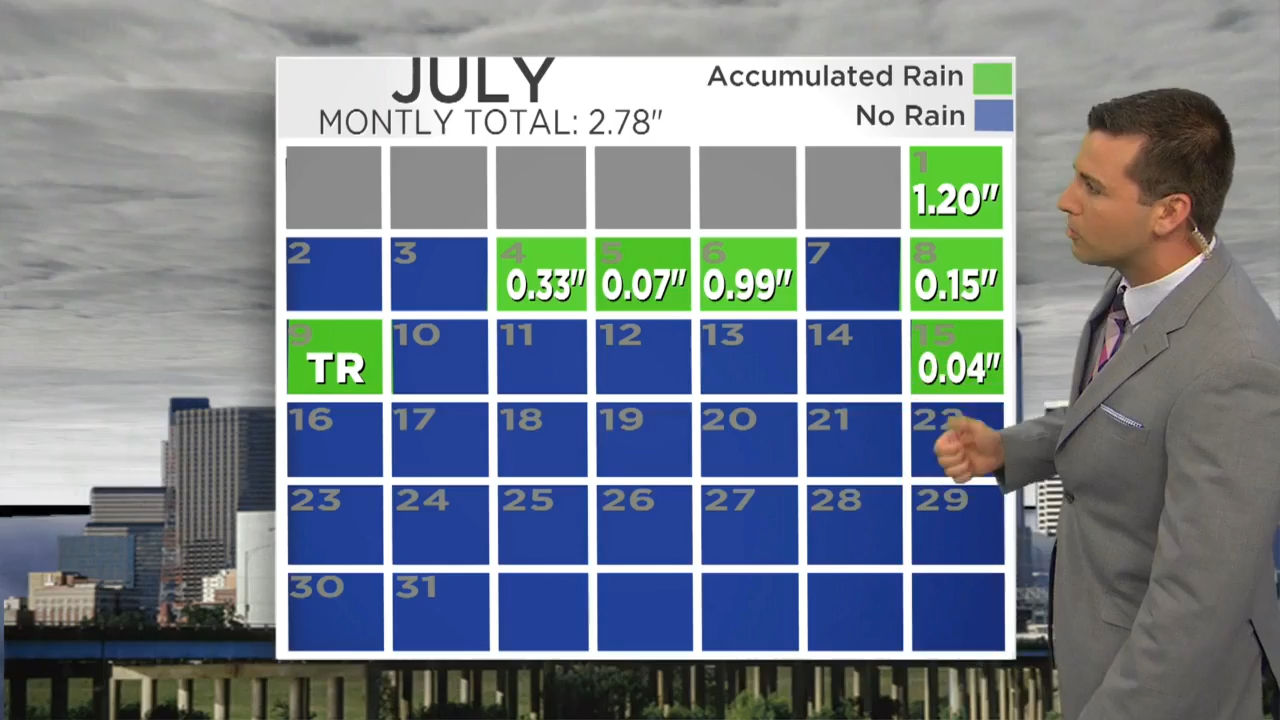 JULY
MONTLY TOTAL: 2.78"
Accumulated Rain
No Rain
1
1.20"
2 3 4 5 6 7 8
0.33" 0.07" 0.99" 0.15"
9 10 11 12 13 14 15
TR 0.04"
16 17 18 19 20 21 22
23 24 25 26 27 28 29
30 31